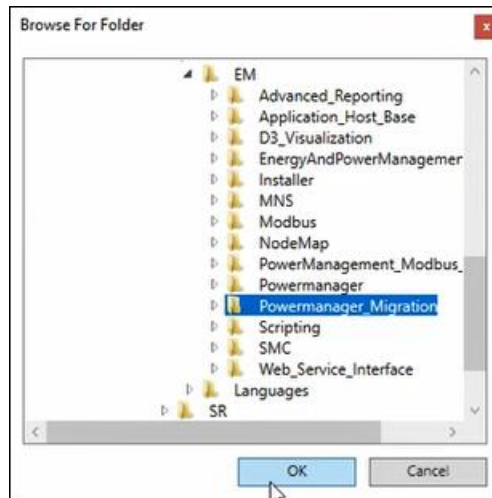 Browse For Folder
x
EM
Advanced_Reporting
Application_Host_Base
D3_Visualization
EnergyAndPowerManagemer
Installer
MNS
Modbus
NodeMap
PowerManagement_Modbus_
Powermanager
Powermanager_Migration
Scripting
SMC
Web_Service_Interface
Languages
SR
OK Cancel